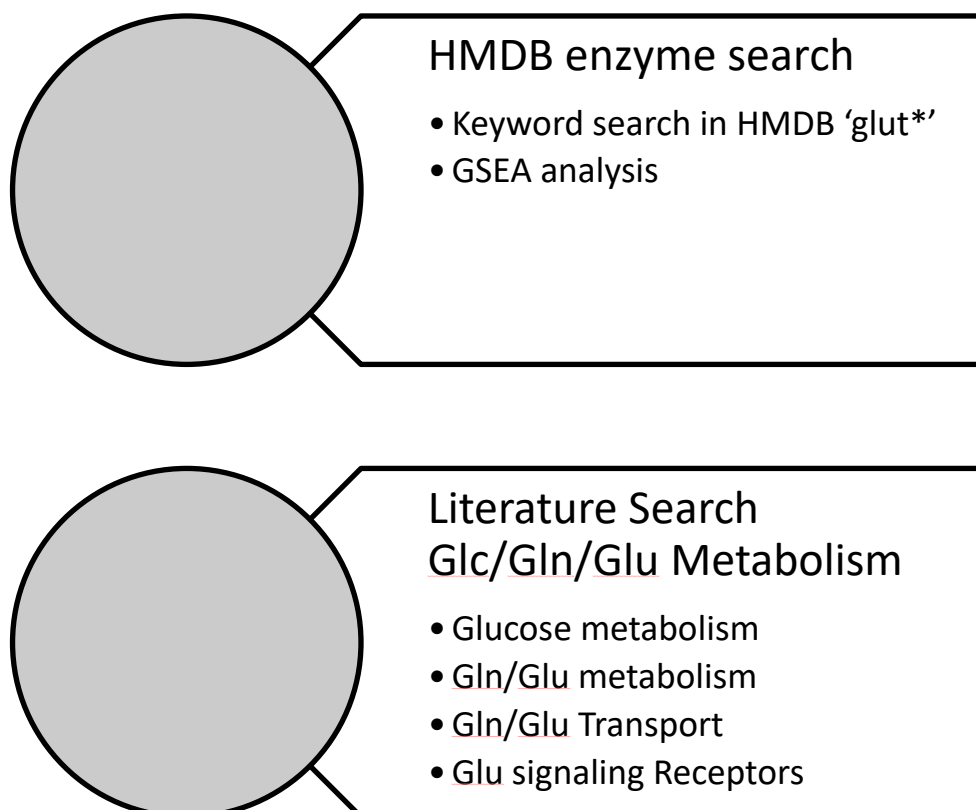 HMDB enzyme search
• Keyword search in HMDB ‘glut*’
• GSEA analysis
Literature Search
Glc/Gln/Glu Metabolism
• Glucose metabolism
• Gln/Glu metabolism
• Gln/Glu Transport
• Glu signaling Receptors